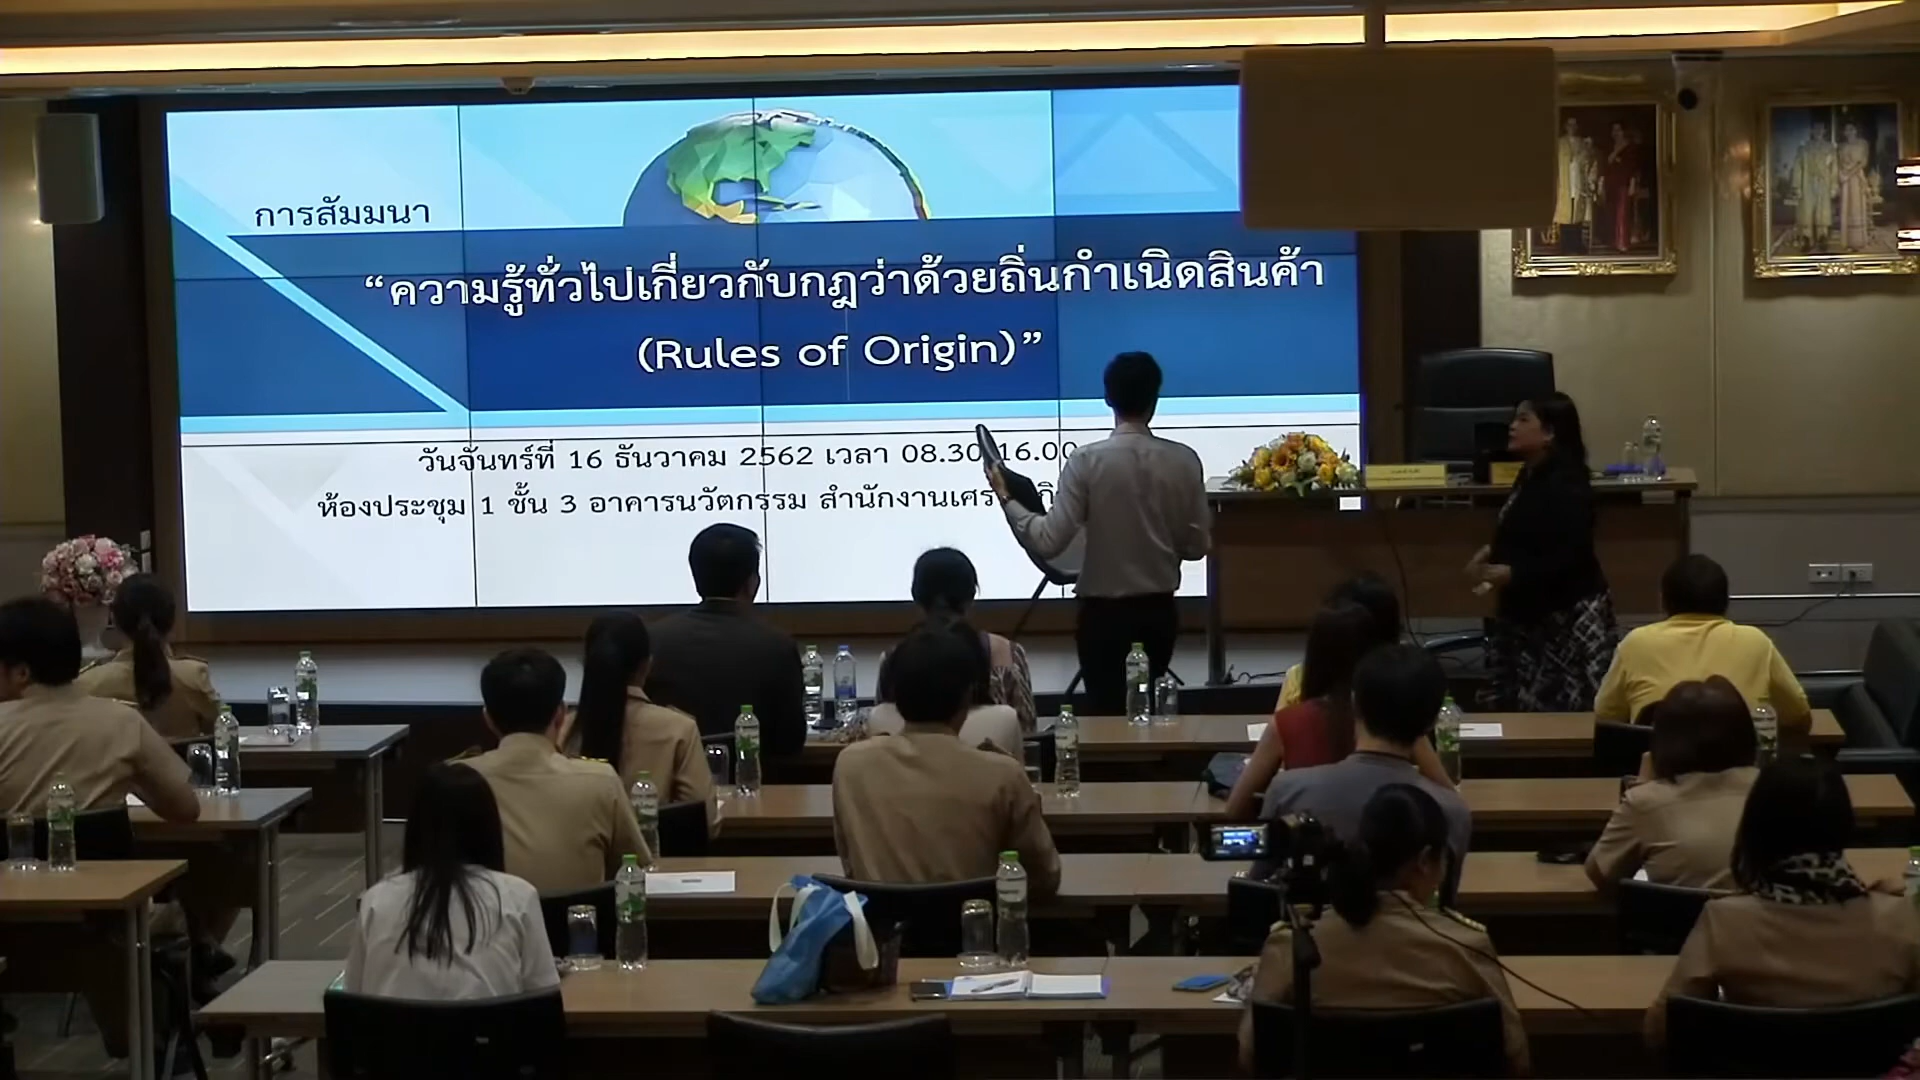 การสัมมนา
“ความรู้ทั่วไปเกี่ยวกับกฎว่าด้วยถิ่นกำเนิดสินค้า
(Rules of Origin)”
วันจันทร์ที่ 16 ธันวาคม 2562 เวลา 08.30 16.00
ห้องประชุม 1 ชั้น 3 อาคารนวัตกรรม สำนักงานเศร